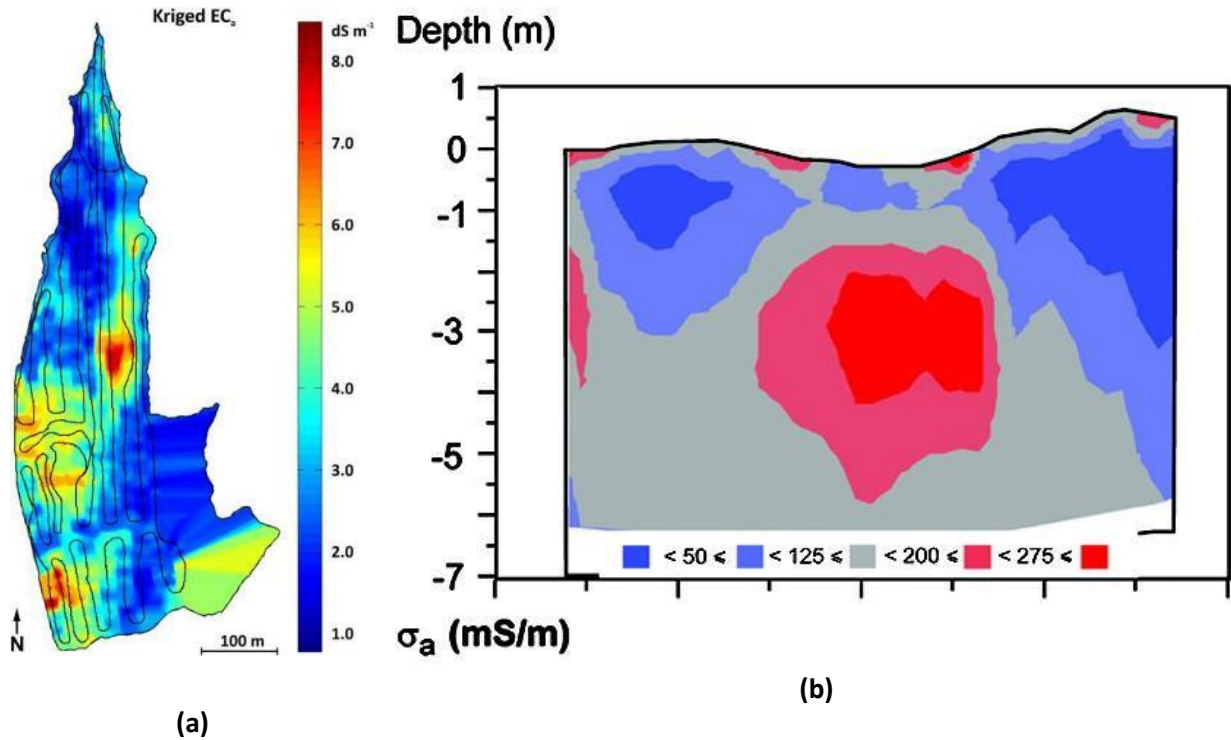 Kriged ECa
dS m-1
8.0
7.0
6.0
5.0
4.0
3.0
2.0
1.0
N
100 m
(a)
Depth (m)
1
0
-1
-3
-5
-7
< 50 ⩽ < 125 ⩽ < 200 ⩽ < 275 ⩽
σa (mS/m)
(b)